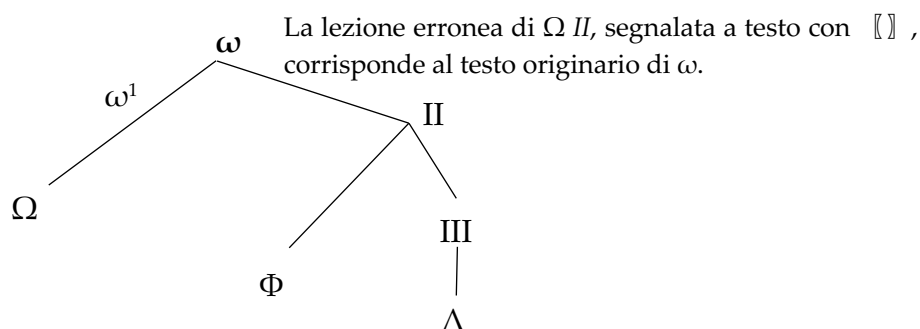 La lezione erronea di Ω II, segnalata a testo con ⟦⟧ ,
corrisponde al testo originario di ω.
ω
ω¹
II
Ω
III
Φ
Λ